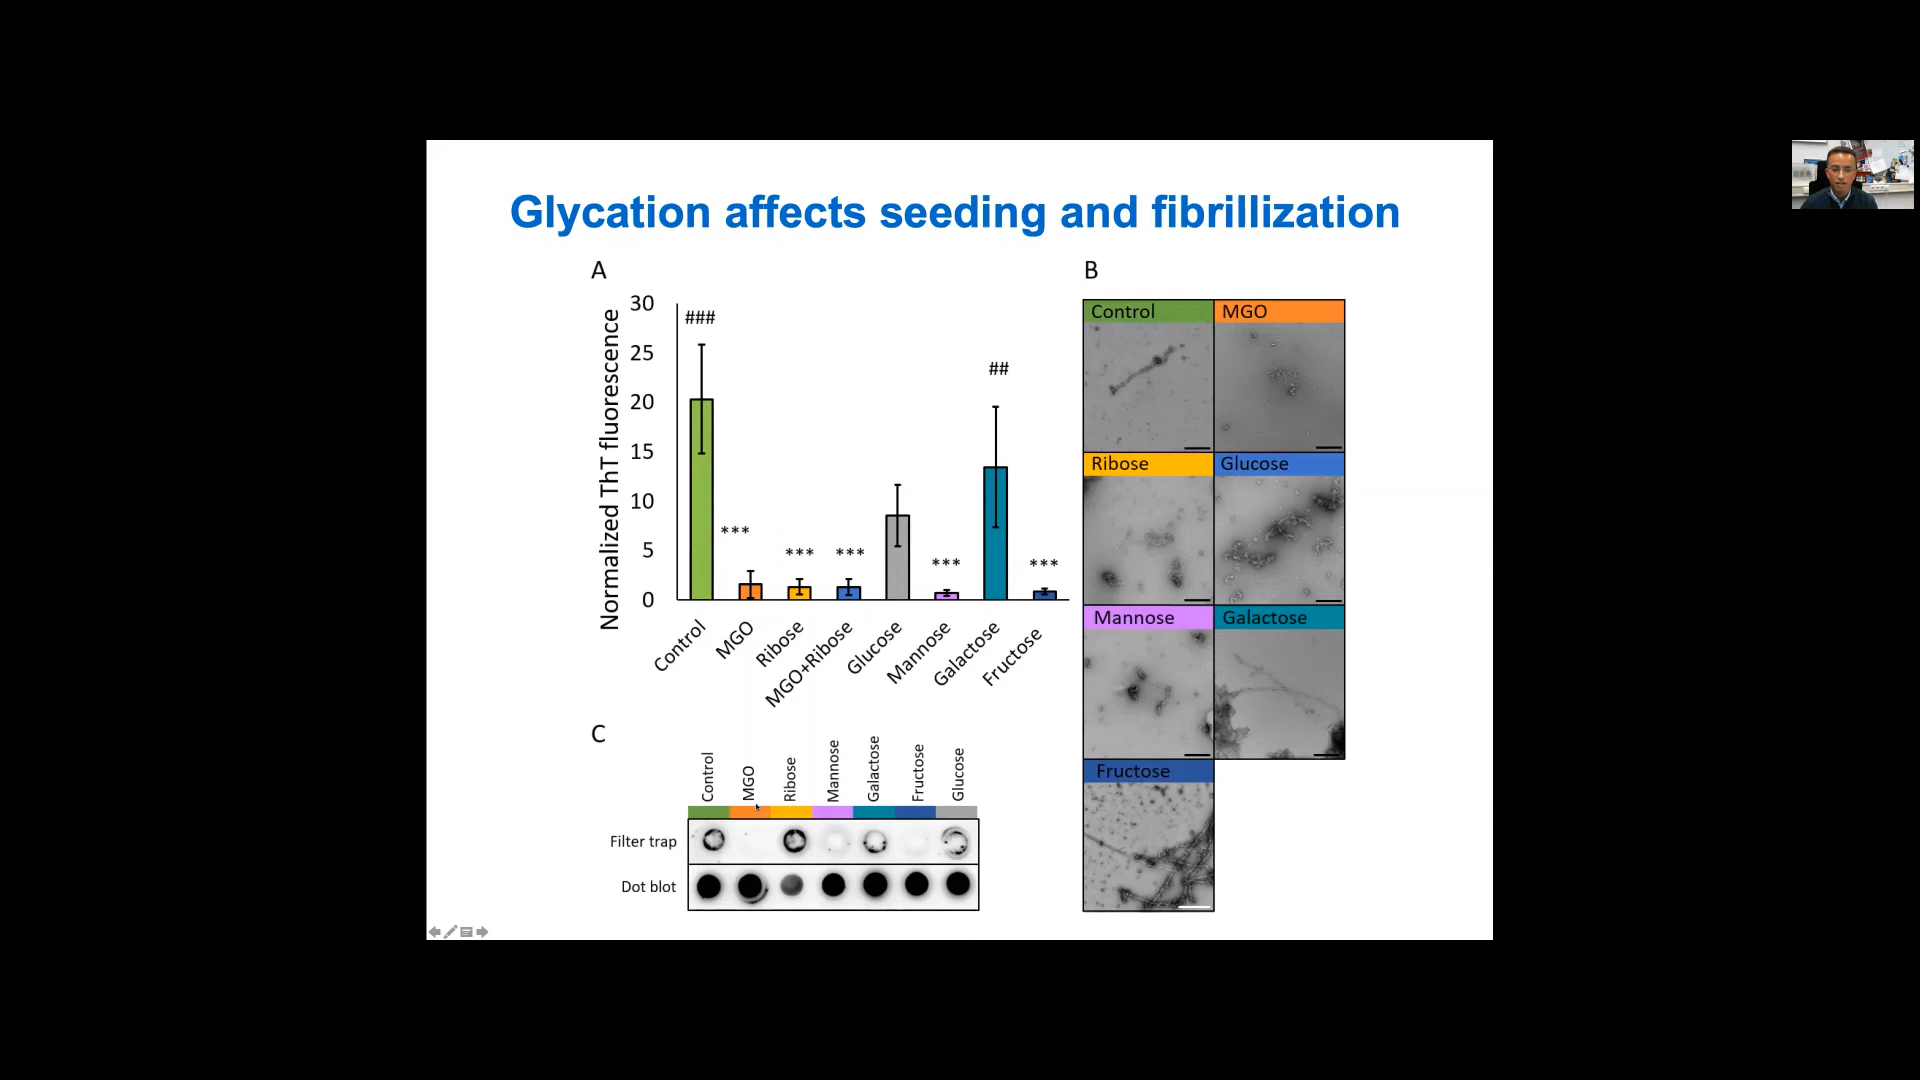 Glycation affects seeding and fibrillization
A
Normalized ThT fluorescence
30
25
20
15
10
5
0
###
***
***
***
***
##
***
Control
MGO
Ribose
MGO+Ribose
Glucose
Mannose
Galactose
Fructose
B
Control MGO
Ribose Glucose
Mannose Galactose
Fructose
C
Control
MGO
Ribose
Mannose
Galactose
Fructose
Glucose
Filter trap
Dot blot